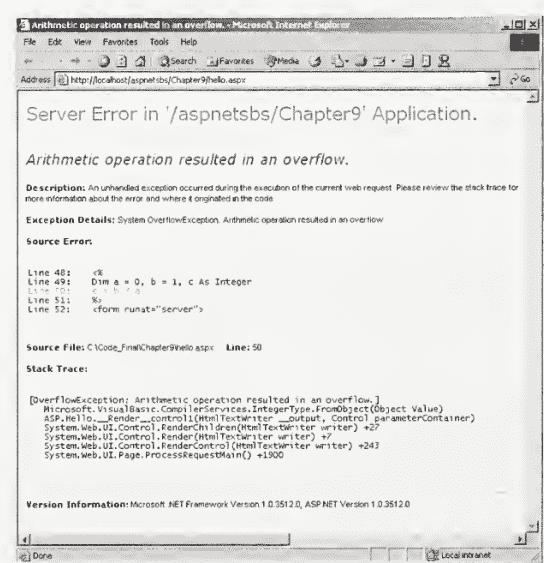 Arithmetic operation resulted in an overflow. - Microsoft Internet Explorer
File Edit View Favorites Tools Help
Search Favorites Media
Address http://localhost/aspnetsbs/Chapter9/hello.aspx Go
Server Error in '/aspnetsbs/Chapter9' Application.
Arithmetic operation resulted in an overflow.
Description: An unhandled exception occurred during the execution of the current web request. Please review the stack trace for
more information about the error and where it originated in the code.
Exception Details: System.OverflowException: Arithmetic operation resulted in an overflow.
Source Error:
Line 48: <%
Line 49: Dim a = 0, b = 1, c As Integer
Line 50: c = b / a
Line 51: %>
Line 52: <form runat="server">
Source File: C:\Code_Final\Chapter9\hello.aspx Line: 50
Stack Trace:
[OverflowException: Arithmetic operation resulted in an overflow.]
Microsoft.VisualBasic.CompilerServices.IntegerType.FromObject(Object Value)
ASP.Hello.__Render__control1(HtmlTextWriter __output, Control parameterContainer)
System.Web.UI.Control.RenderChildren(HtmlTextWriter writer) +27
System.Web.UI.Control.Render(HtmlTextWriter writer) +7
System.Web.UI.Control.RenderControl(HtmlTextWriter writer) +243
System.Web.UI.Page.ProcessRequestMain() +1900
Version Information: Microsoft .NET Framework Version:1.0.3512.0; ASP.NET Version:1.0.3512.0
Done Local intranet